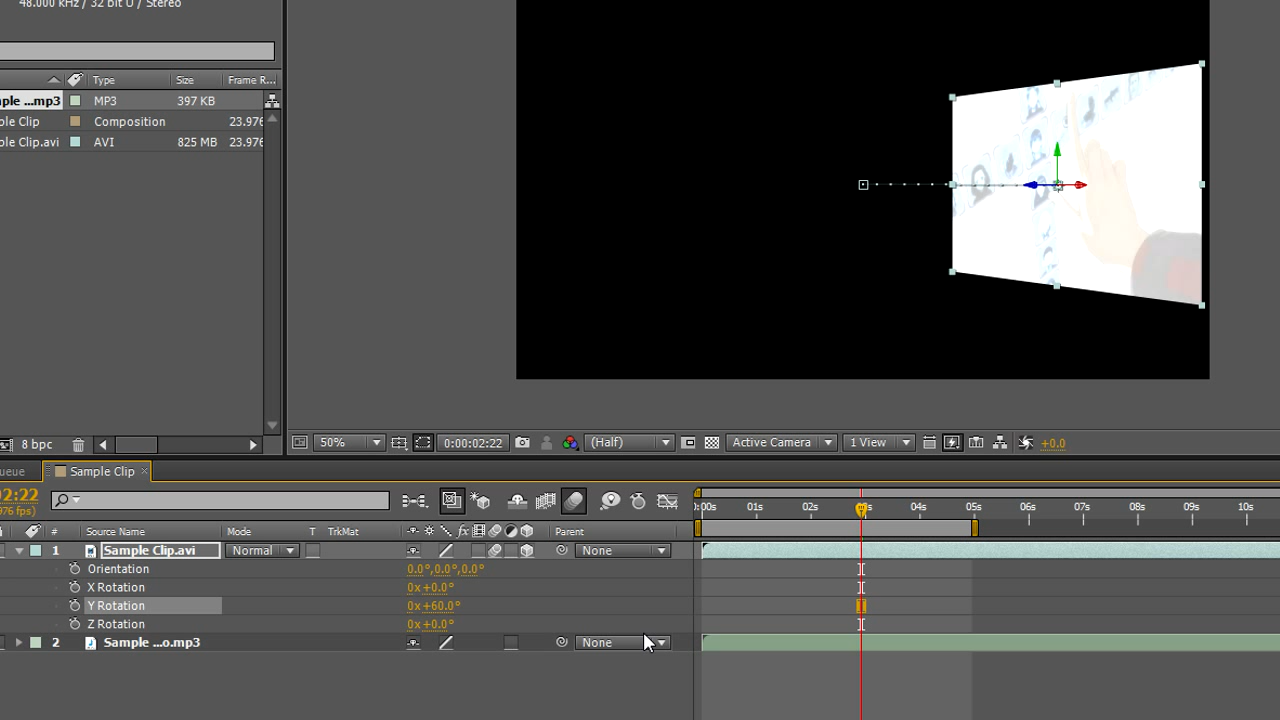 48.000 kHz / 32 bit U / Stereo
Type Size Frame R...
ple ...mp3 MP3 397 KB
ple Clip Composition 23.976
ple Clip.avi AVI 825 MB 23.976
8 bpc
50% 0:00:02:22 (Half) Active Camera 1 View +0.0
ueue Sample Clip ×
02:22
976 fps)
:00s 01s 02s 03s 04s 05s 06s 07s 08s 09s 10s
# Source Name Mode T TrkMat fx Parent
1 Sample Clip.avi Normal None
Orientation 0.0°,0.0°,0.0°
X Rotation 0x+0.0°
Y Rotation 0x+60.0°
Z Rotation 0x+0.0°
2 Sample ...o.mp3 None